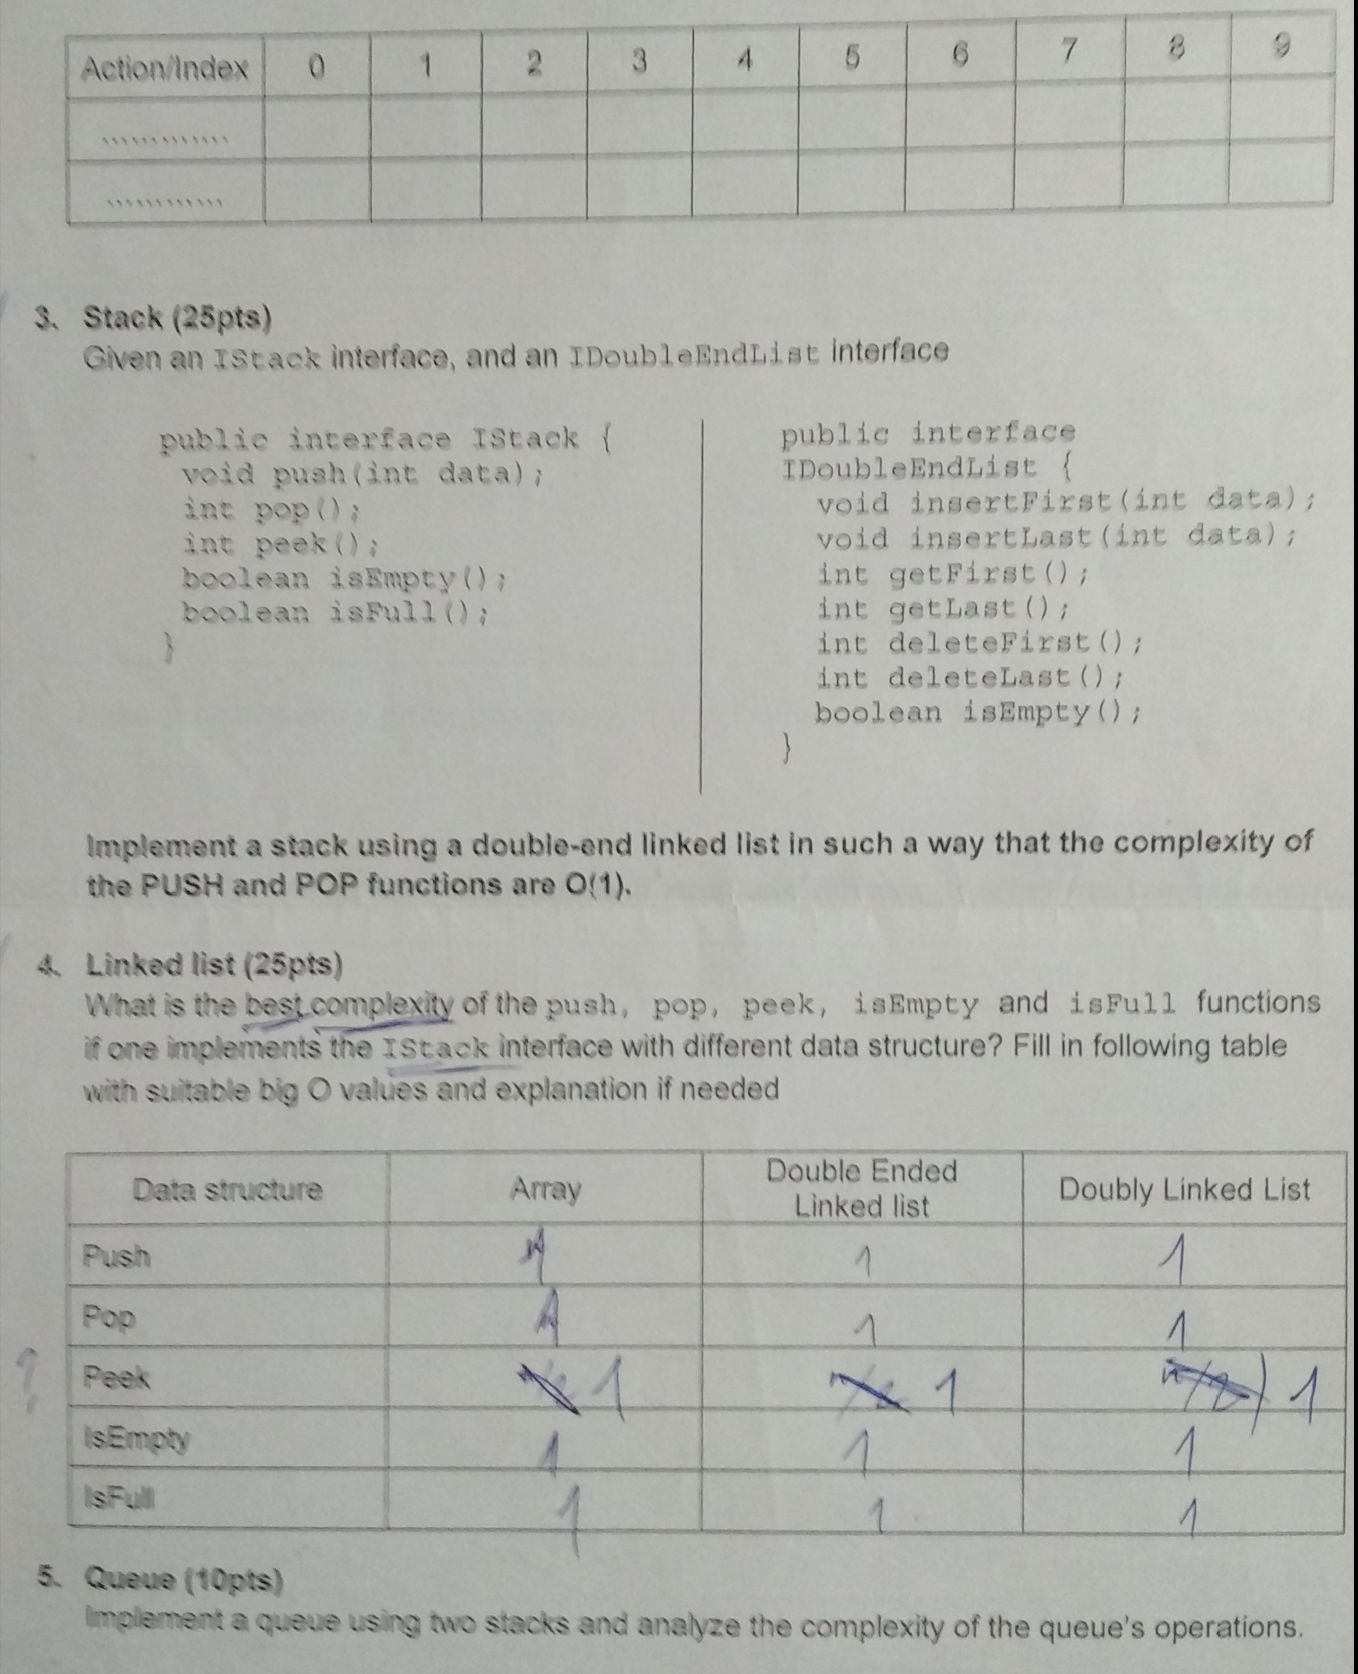 Action/Index 0 1 2 3 4 5 6 7 8 9
.............
............
3. Stack (25pts)
Given an IStack interface, and an IDoubleEndList interface
public interface IStack {
void push(int data);
int pop();
int peek();
boolean isEmpty();
boolean isFull();
}
public interface
IDoubleEndList {
void insertFirst(int data);
void insertLast(int data);
int getFirst();
int getLast();
int deleteFirst();
int deleteLast();
boolean isEmpty();
}
Implement a stack using a double-end linked list in such a way that the complexity of
the PUSH and POP functions are O(1).
4. Linked list (25pts)
What is the best complexity of the push, pop, peek, isEmpty and isFull functions
if one implements the IStack interface with different data structure? Fill in following table
with suitable big O values and explanation if needed
Data structure Array Double Ended Linked list Doubly Linked List
Push 1 1
Pop 1 1
? Peek 1 1 1
IsEmpty 1 1 1
IsFull 1 1 1
5. Queue (10pts)
Implement a queue using two stacks and analyze the complexity of the queue's operations.